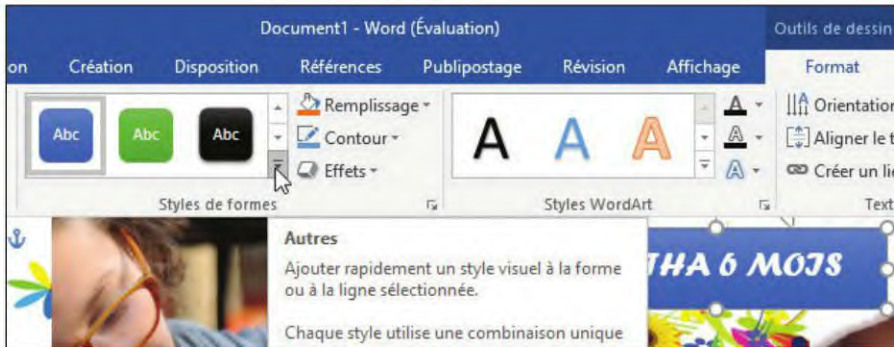 Document1 - Word (Évaluation)
Outils de dessin
on Création Disposition Références Publipostage Révision Affichage Format
Abc Abc Abc
Remplissage
Contour
Effets
A A A
A
A
A
Orientation
Aligner le t
Créer un lie
Styles de formes
Styles WordArt
Text
Autres
Ajouter rapidement un style visuel à la forme
ou à la ligne sélectionnée.
Chaque style utilise une combinaison unique
THA 6 MOIS